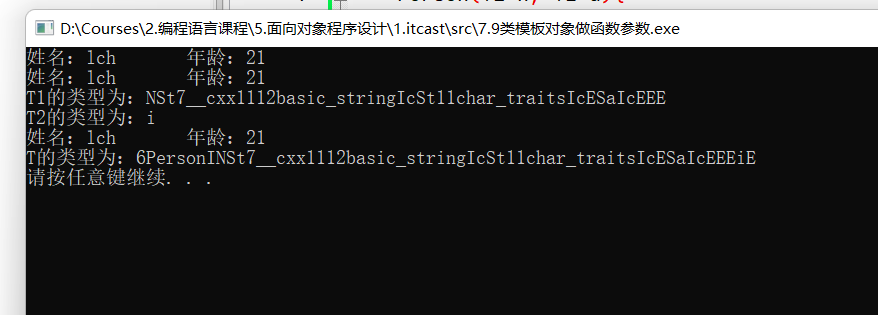 D:\Courses\2.编程语言课程\5.面向对象程序设计\1.itcast\src\7.9类模板对象做函数参数.exe
姓名：lch 年龄：21
姓名：lch 年龄：21
T1的类型为：NSt7__cxx1112basic_stringIcSt11char_traitsIcESaIcEEE
T2的类型为：i
姓名：lch 年龄：21
T的类型为：6PersonINSt7__cxx1112basic_stringIcSt11char_traitsIcESaIcEEEiE
请按任意键继续. . .